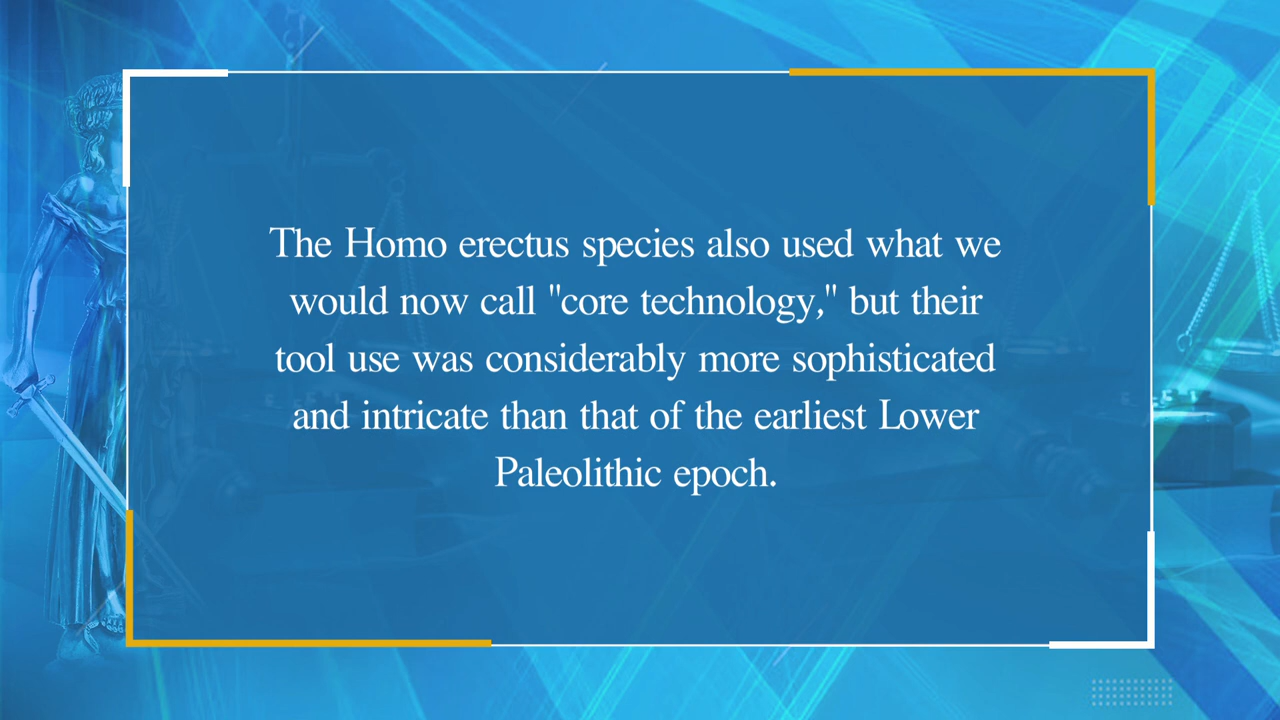 The Homo erectus species also used what we
would now call "core technology," but their
tool use was considerably more sophisticated
and intricate than that of the earliest Lower
Paleolithic epoch.